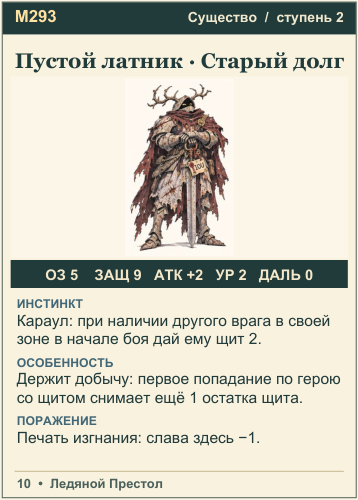 М293
Существо / ступень 2
Пустой латник · Старый долг
ОЗ 5 ЗАЩ 9 АТК +2 УР 2 ДАЛЬ 0
ИНСТИНКТ
Караул: при наличии другого врага в своей
зоне в начале боя дай ему щит 2.
ОСОБЕННОСТЬ
Держит добычу: первое попадание по герою
со щитом снимает ещё 1 остатка щита.
ПОРАЖЕНИЕ
Печать изгнания: слава здесь −1.
10 • Ледяной Престол